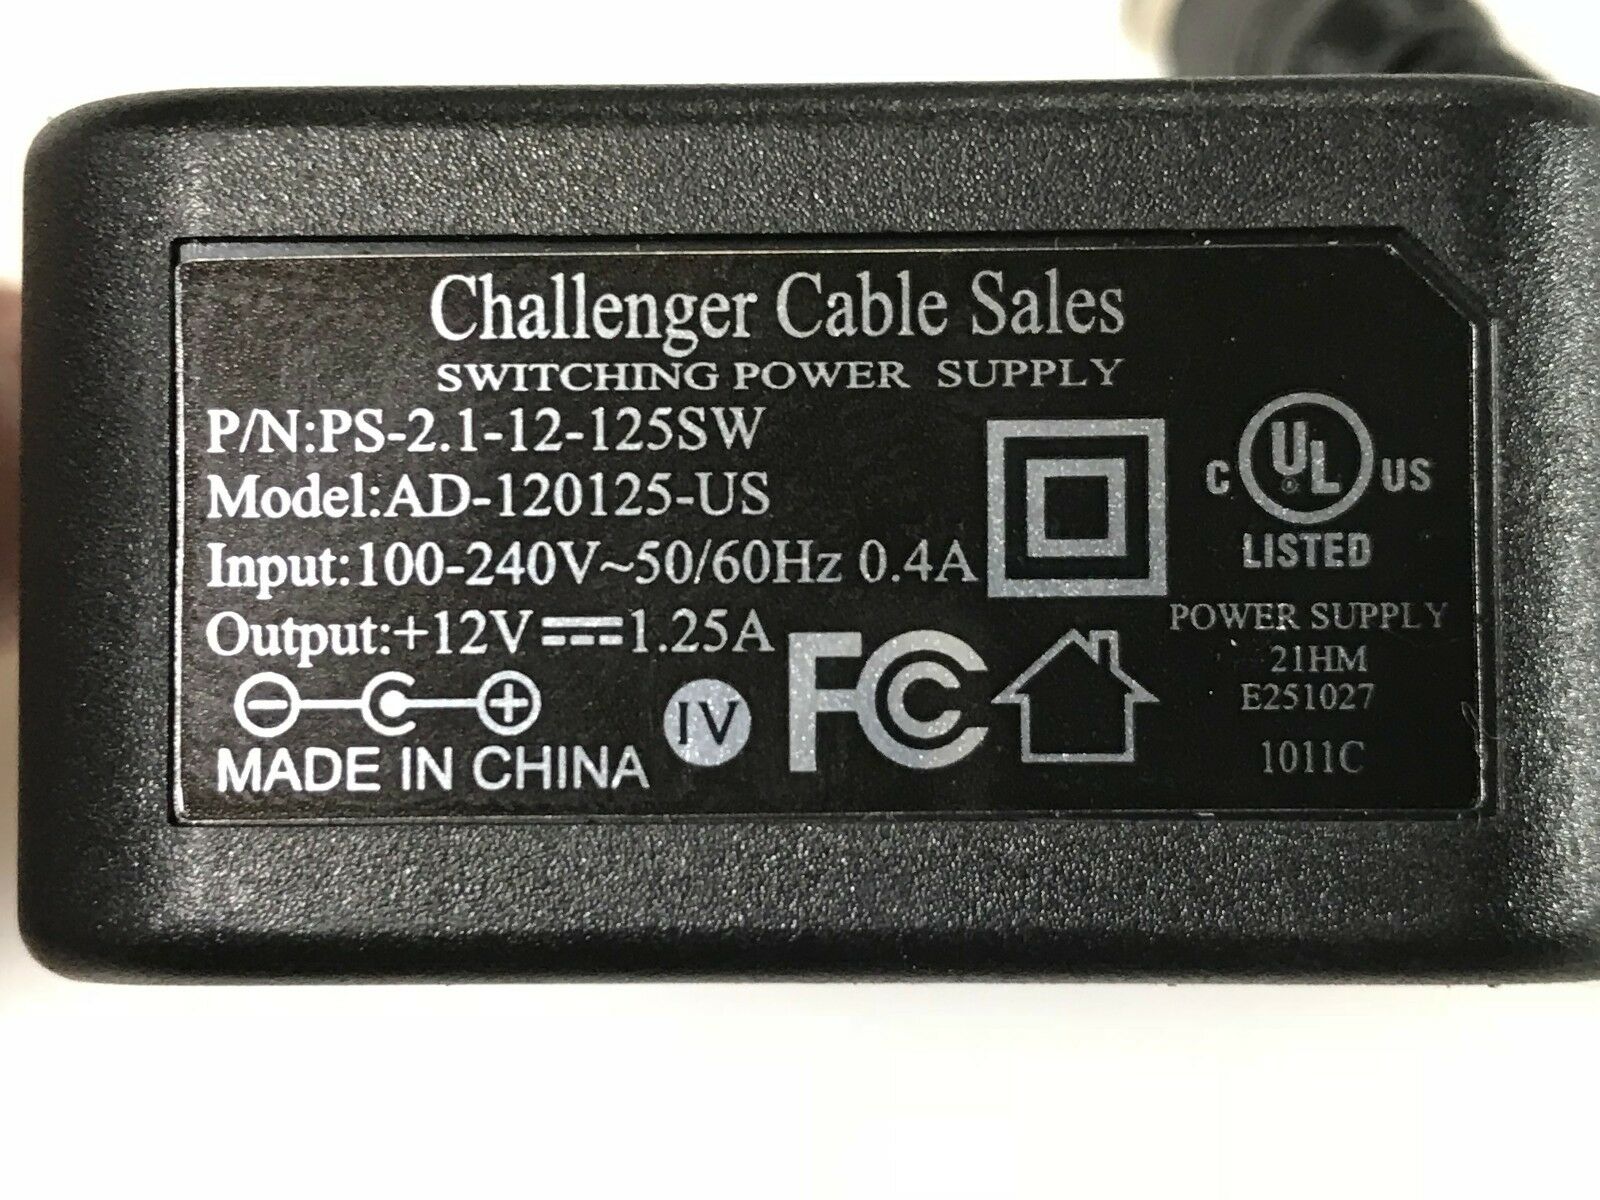 Challenger Cable Sales
SWITCHING POWER SUPPLY
P/N:PS-2.1-12-125SW
Model:AD-120125-US
Input:100-240V~50/60Hz 0.4A
Output:+12V⎓1.25A
MADE IN CHINA
IV
FC
C UL US
LISTED
POWER SUPPLY
21HM
E251027
1011C